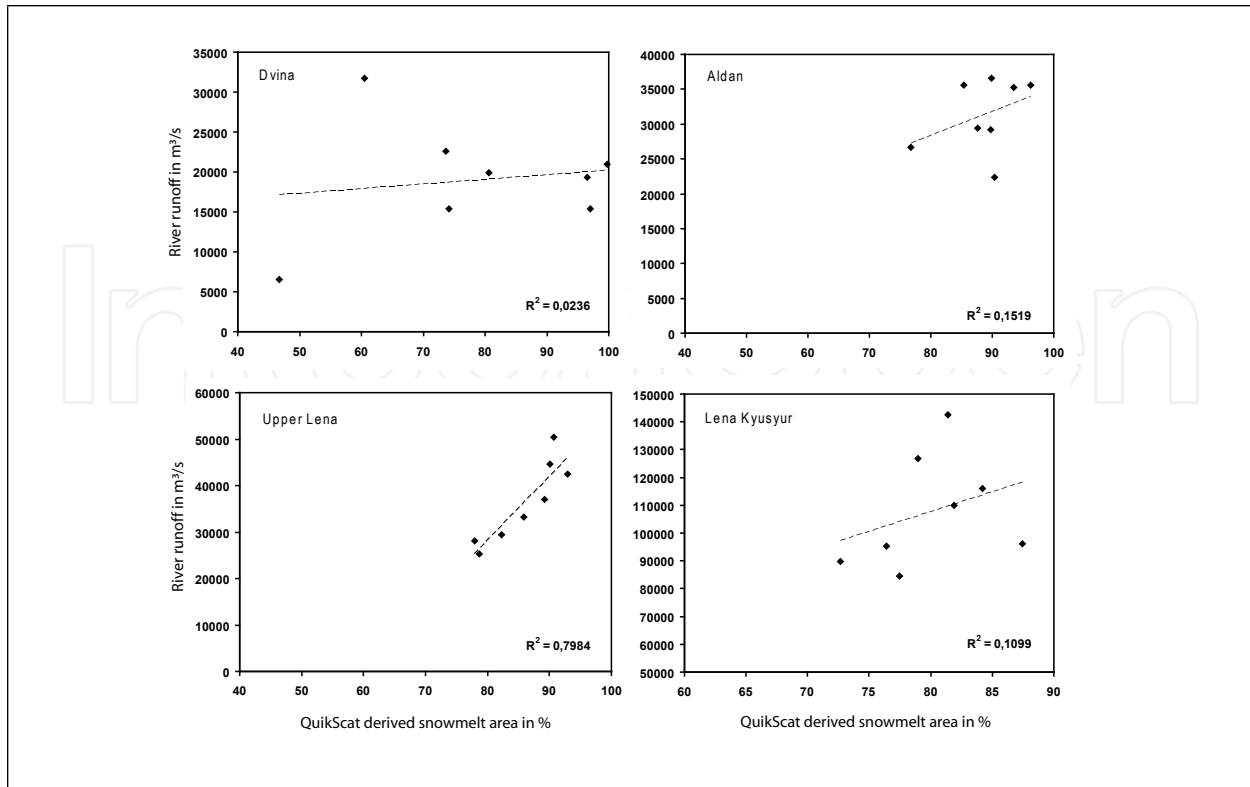 Dvina
35000
30000
25000
20000
15000
10000
5000
0
40 50 60 70 80 90 100
R² = 0,0236
River runoff in m³/s
Aldan
40000
35000
30000
25000
20000
15000
10000
5000
0
40 50 60 70 80 90 100
R² = 0,1519
Upper Lena
60000
50000
40000
30000
20000
10000
0
40 50 60 70 80 90 100
R² = 0,7984
River runoff in m³/s
QuikScat derived snowmelt area in %
Lena Kyusyur
150000
140000
130000
120000
110000
100000
90000
80000
70000
60000
50000
60 65 70 75 80 85 90
R² = 0,1099
QuikScat derived snowmelt area in %